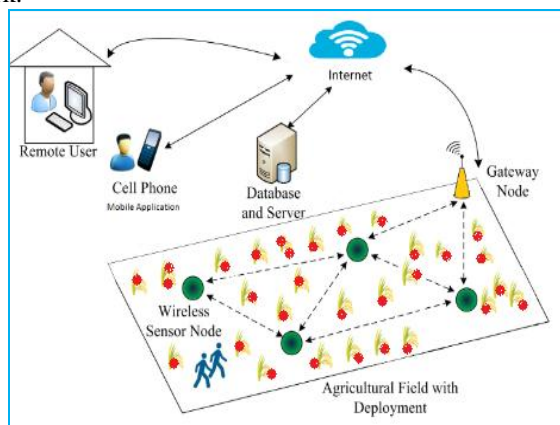 k.
Internet
Remote User
Cell Phone
Mobile Application
Database
and Server
Gateway
Node
Wireless
Sensor Node
Agricultural Field with
Deployment